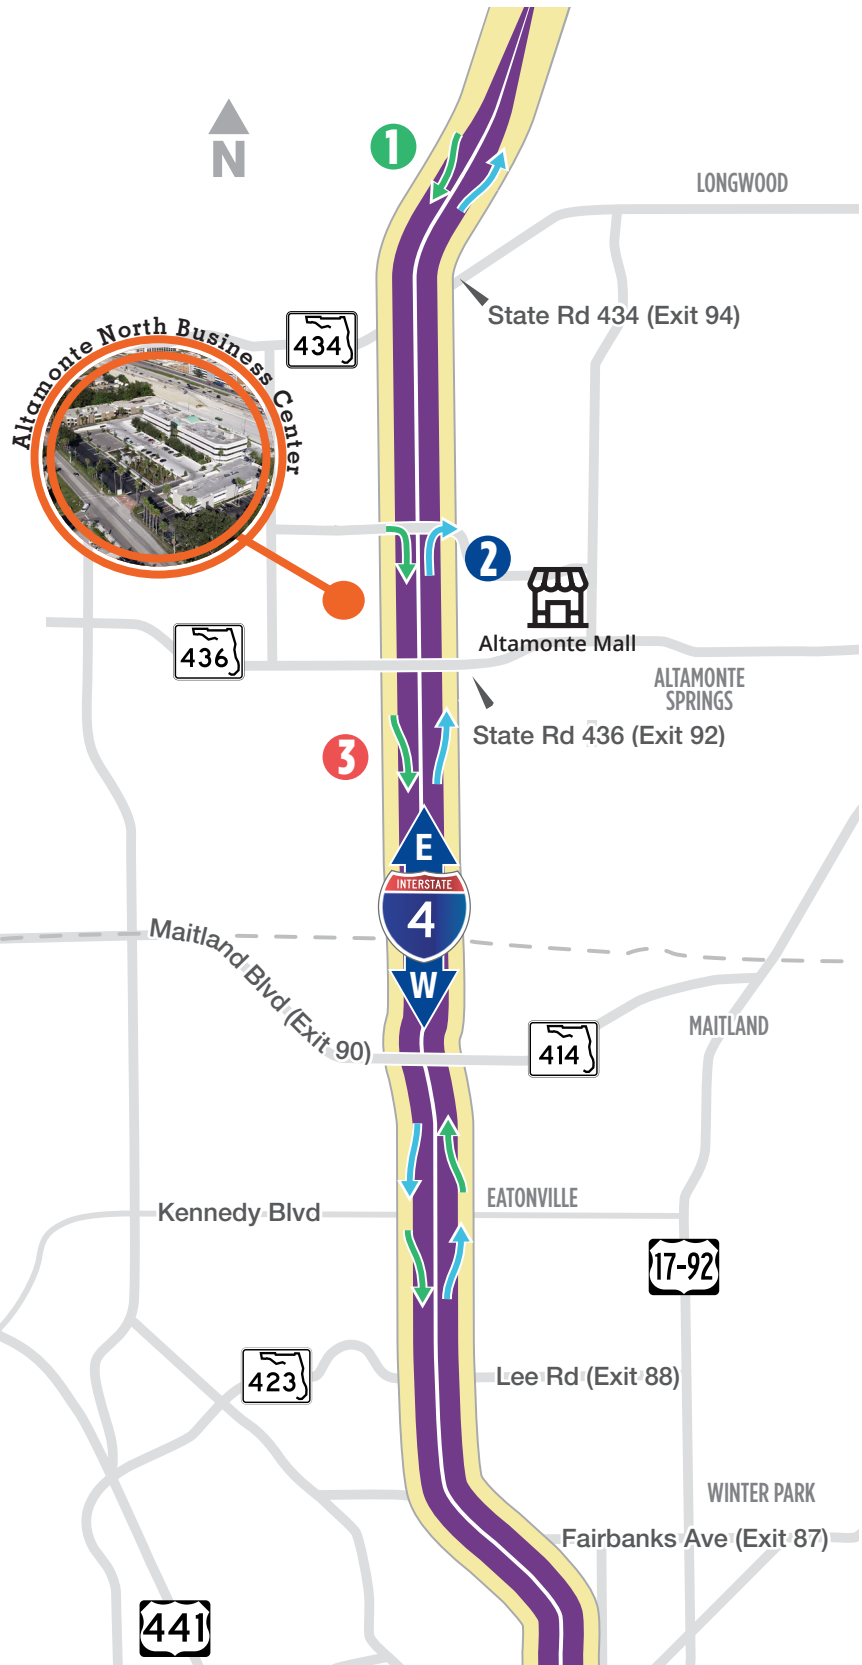 1
N
LONGWOOD
State Rd 434 (Exit 94)
434
Altamonte North Business Center
2
Altamonte Mall
436
ALTAMONTE
SPRINGS
State Rd 436 (Exit 92)
3
E
INTERSTATE
4
W
Maitland Blvd (Exit 90)
MAITLAND
414
EATONVILLE
Kennedy Blvd
17-92
423
Lee Rd (Exit 88)
WINTER PARK
Fairbanks Ave (Exit 87)
441